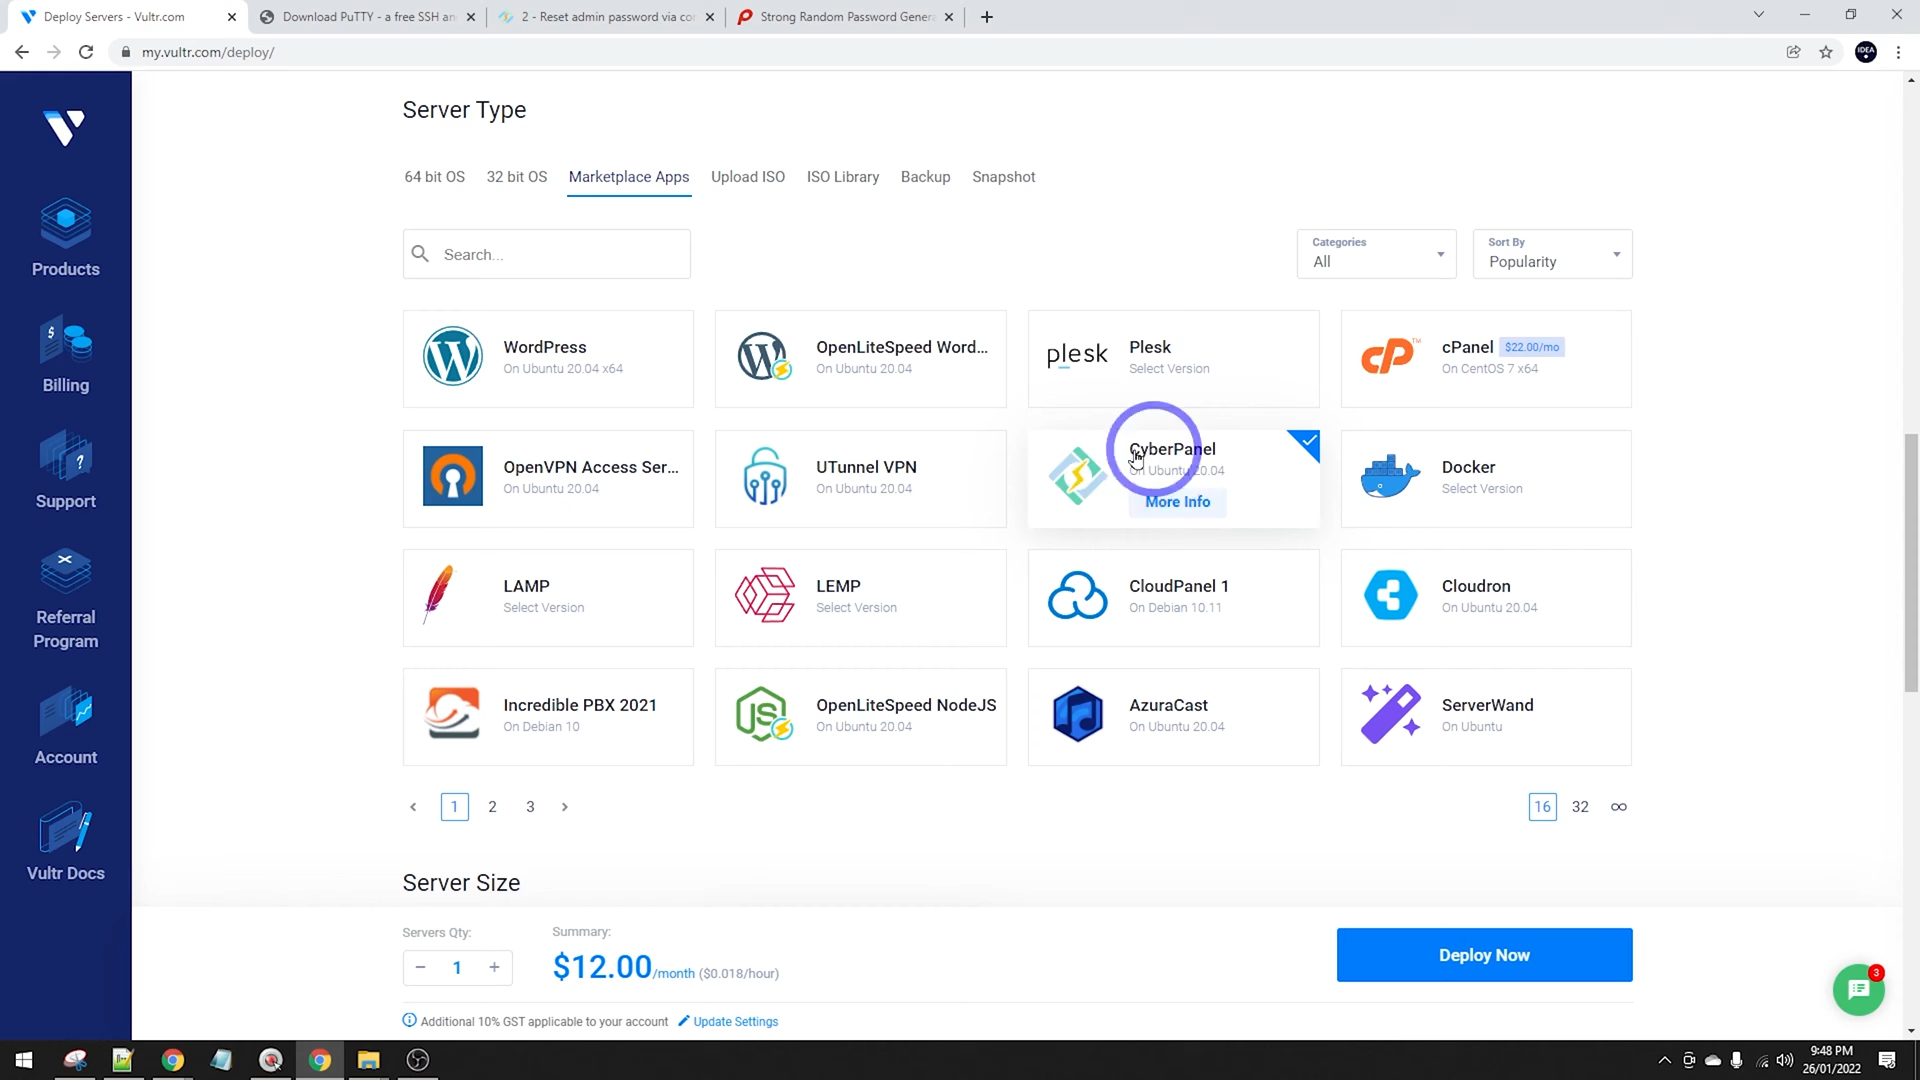 Deploy Servers - Vultr.com
Download PuTTY - a free SSH an
2 - Reset admin password via co
Strong Random Password Genera
my.vultr.com/deploy/
IDEA
Server Type
64 bit OS
32 bit OS
Marketplace Apps
Upload ISO
ISO Library
Backup
Snapshot
Search...
Categories
All
Sort By
Popularity
WordPress
On Ubuntu 20.04 x64
OpenLiteSpeed Word...
On Ubuntu 20.04
plesk
Plesk
Select Version
cP
cPanel $22.00/mo
On CentOS 7 x64
OpenVPN Access Ser...
On Ubuntu 20.04
UTunnel VPN
On Ubuntu 20.04
CyberPanel
On Ubuntu 20.04
More Info
Docker
Select Version
LAMP
Select Version
LEMP
Select Version
CloudPanel 1
On Debian 10.11
Cloudron
On Ubuntu 20.04
Incredible PBX 2021
On Debian 10
OpenLiteSpeed NodeJS
On Ubuntu 20.04
AzuraCast
On Ubuntu 20.04
ServerWand
On Ubuntu
1 2 3
16 32 ∞
Server Size
Servers Qty:
− 1 +
Summary:
$12.00/month ($0.018/hour)
Deploy Now
3
Additional 10% GST applicable to your account Update Settings
Products
Billing
Support
Referral
Program
Account
Vultr Docs
9:48 PM
26/01/2022